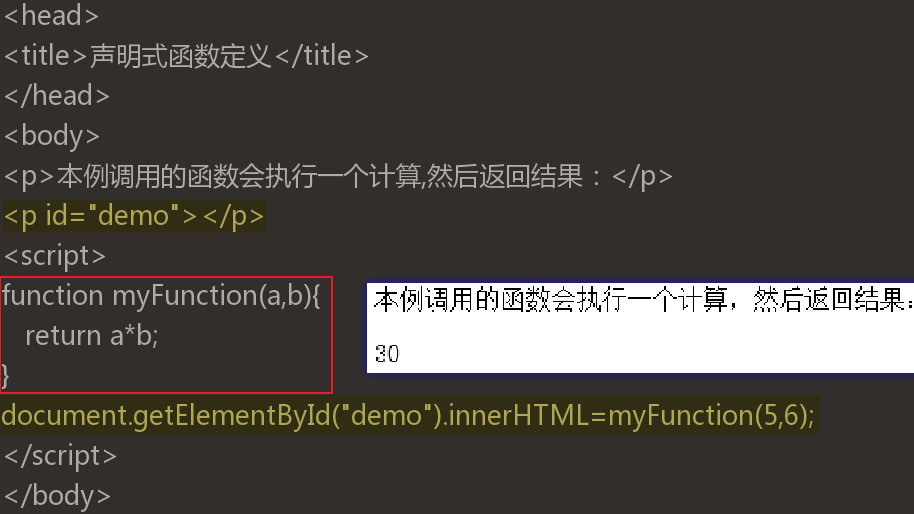 <head>
<title>声明式函数定义</title>
</head>
<body>
<p>本例调用的函数会执行一个计算,然后返回结果：</p>
<p id="demo"></p>
<script>
function myFunction(a,b){
return a*b;
}
本例调用的函数会执行一个计算，然后返回结果：
30
document.getElementById("demo").innerHTML=myFunction(5,6);
</script>
</body>